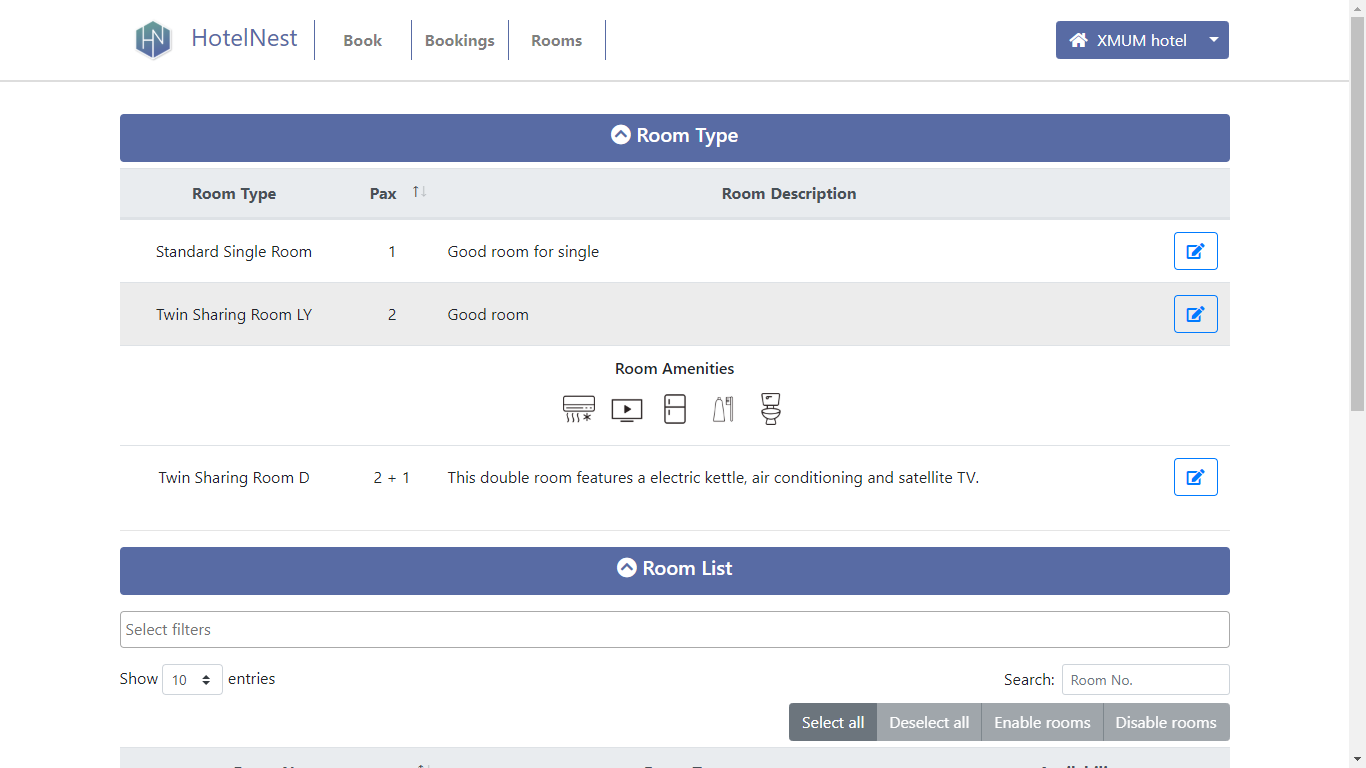 HN HotelNest Book Bookings Rooms XMUM hotel
Room Type
Room Type Pax Room Description
Standard Single Room 1 Good room for single
Twin Sharing Room LY 2 Good room
Room Amenities
Twin Sharing Room D 2 + 1 This double room features a electric kettle, air conditioning and satellite TV.
Room List
Select filters
Show 10 entries Search: Room No.
Select all Deselect all Enable rooms Disable rooms